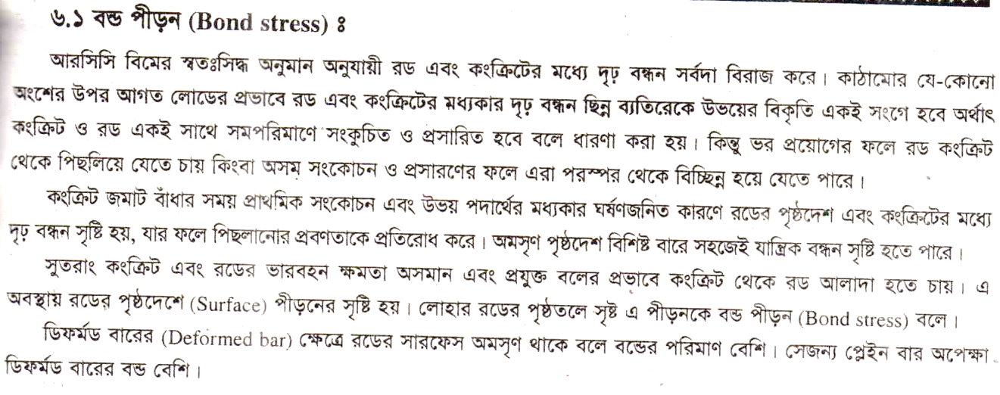 ৬.১ বন্ড পীড়ন (Bond stress) ঃ
আরসিসি বিমের স্বতঃসিদ্ধ অনুমান অনুযায়ী রড এবং কংক্রিটের মধ্যে দৃঢ় বন্ধন সর্বদা বিরাজ করে। কাঠামোর যে-কোনো
অংশের উপর আগত লোডের প্রভাবে রড এবং কংক্রিটের মধ্যকার দৃঢ় বন্ধন ছিন্ন ব্যতিরেকে উভয়ের বিকৃতি একই সংগে হবে অর্থাৎ
কংক্রিট ও রড একই সাথে সমপরিমাণে সংকুচিত ও প্রসারিত হবে বলে ধারণা করা হয়। কিন্তু ভর প্রয়োগের ফলে রড কংক্রিট
থেকে পিছলিয়ে যেতে চায় কিংবা অসম সংকোচন ও প্রসারণের ফলে এরা পরস্পর থেকে বিচ্ছিন্ন হয়ে যেতে পারে।
কংক্রিট জমাট বাঁধার সময় প্রাথমিক সংকোচন এবং উভয় পদার্থের মধ্যকার ঘর্ষণজনিত কারণে রডের পৃষ্ঠদেশ এবং কংক্রিটের মধ্যে
দৃঢ় বন্ধন সৃষ্টি হয়, যার ফলে পিছলানোর প্রবণতাকে প্রতিরোধ করে। অমসৃণ পৃষ্ঠদেশ বিশিষ্ট বারে সহজেই যান্ত্রিক বন্ধন সৃষ্টি হতে পারে।
সুতরাং কংক্রিট এবং রডের ভারবহন ক্ষমতা অসমান এবং প্রযুক্ত বলের প্রভাবে কংক্রিট থেকে রড আলাদা হতে চায়। এ
অবস্থায় রডের পৃষ্ঠদেশে (Surface) পীড়নের সৃষ্টি হয়। লোহার রডের পৃষ্ঠতলে সৃষ্ট এ পীড়নকে বন্ড পীড়ন (Bond stress) বলে।
ডিফর্মড বারের (Deformed bar) ক্ষেত্রে রডের সারফেস অমসৃণ থাকে বলে বন্ডের পরিমাণ বেশি। সেজন্য প্লেইন বার অপেক্ষা
ডিফর্মড বারের বন্ড বেশি।